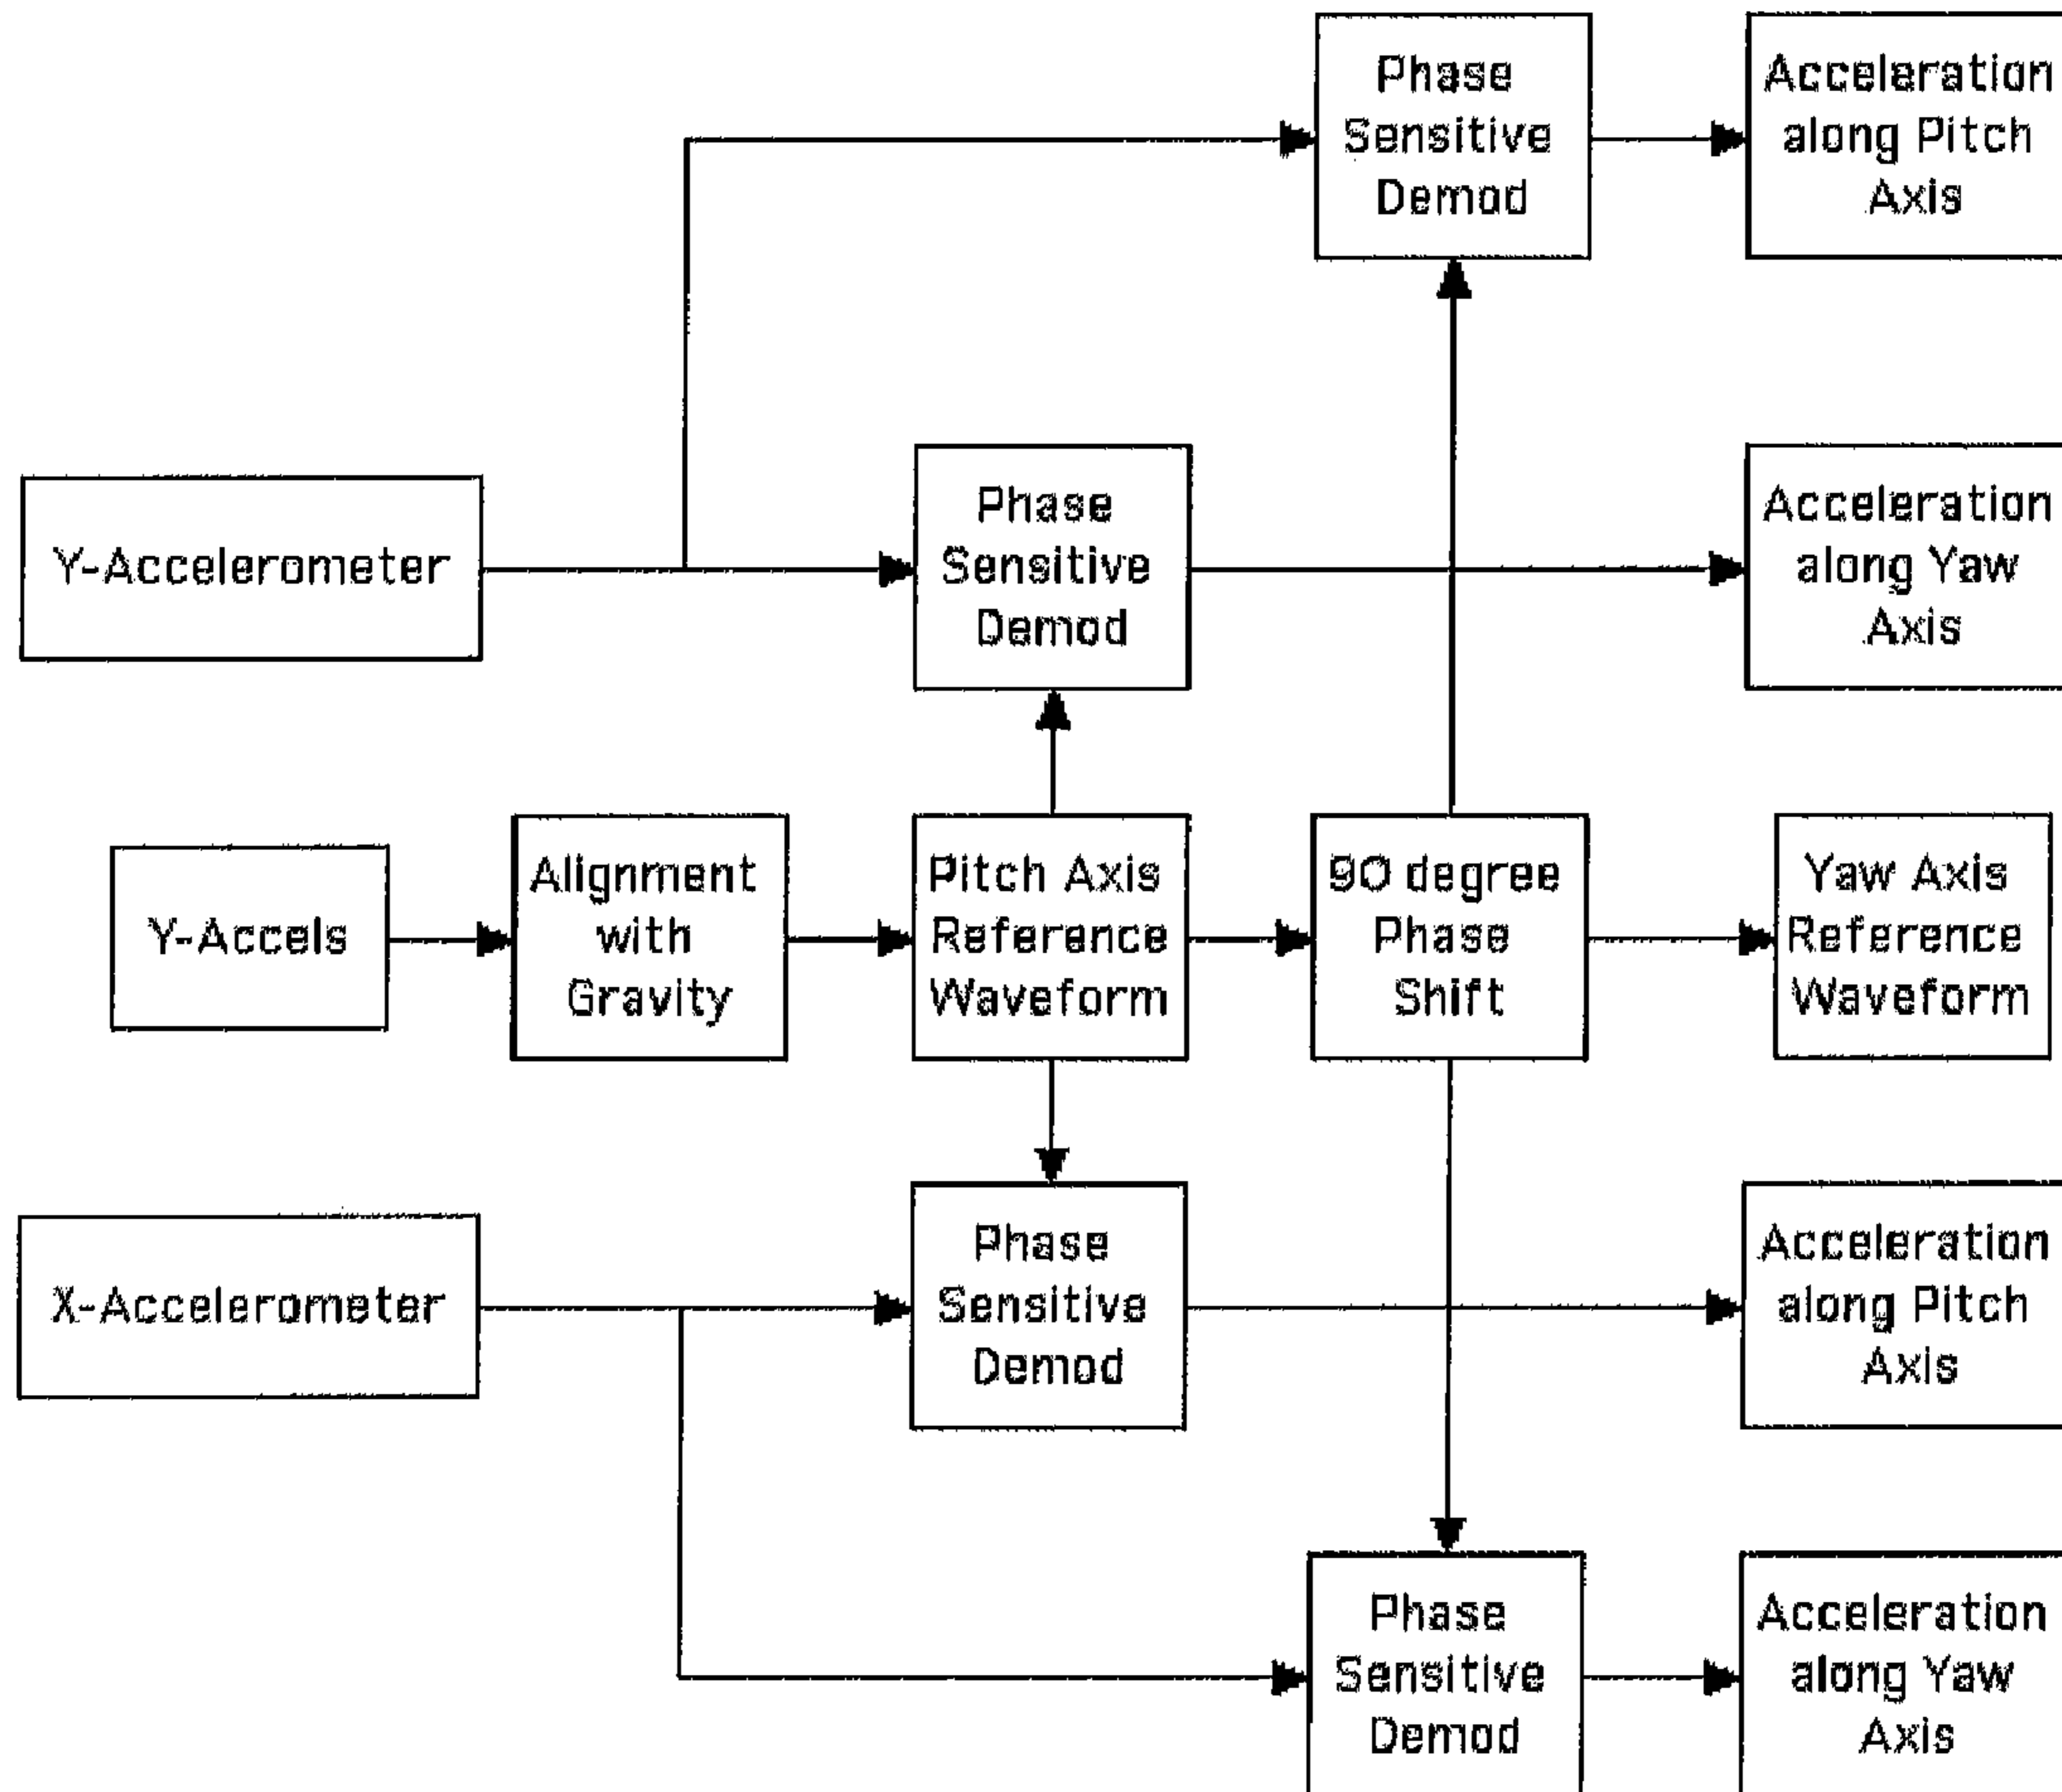 Phase
Sensitive
Demod
Acceleration
along Pitch
Axis
Y-Accelerometer
Phase
Sensitive
Demod
Acceleration
along Yaw
Axis
Y-Accels
Alignment
with
Gravity
Pitch Axis
Reference
Waveform
90 degree
Phase
Shift
Yaw Axis
Reference
Waveform
X-Accelerometer
Phase
Sensitive
Demod
Acceleration
along Pitch
Axis
Phase
Sensitive
Demod
Acceleration
along Yaw
Axis